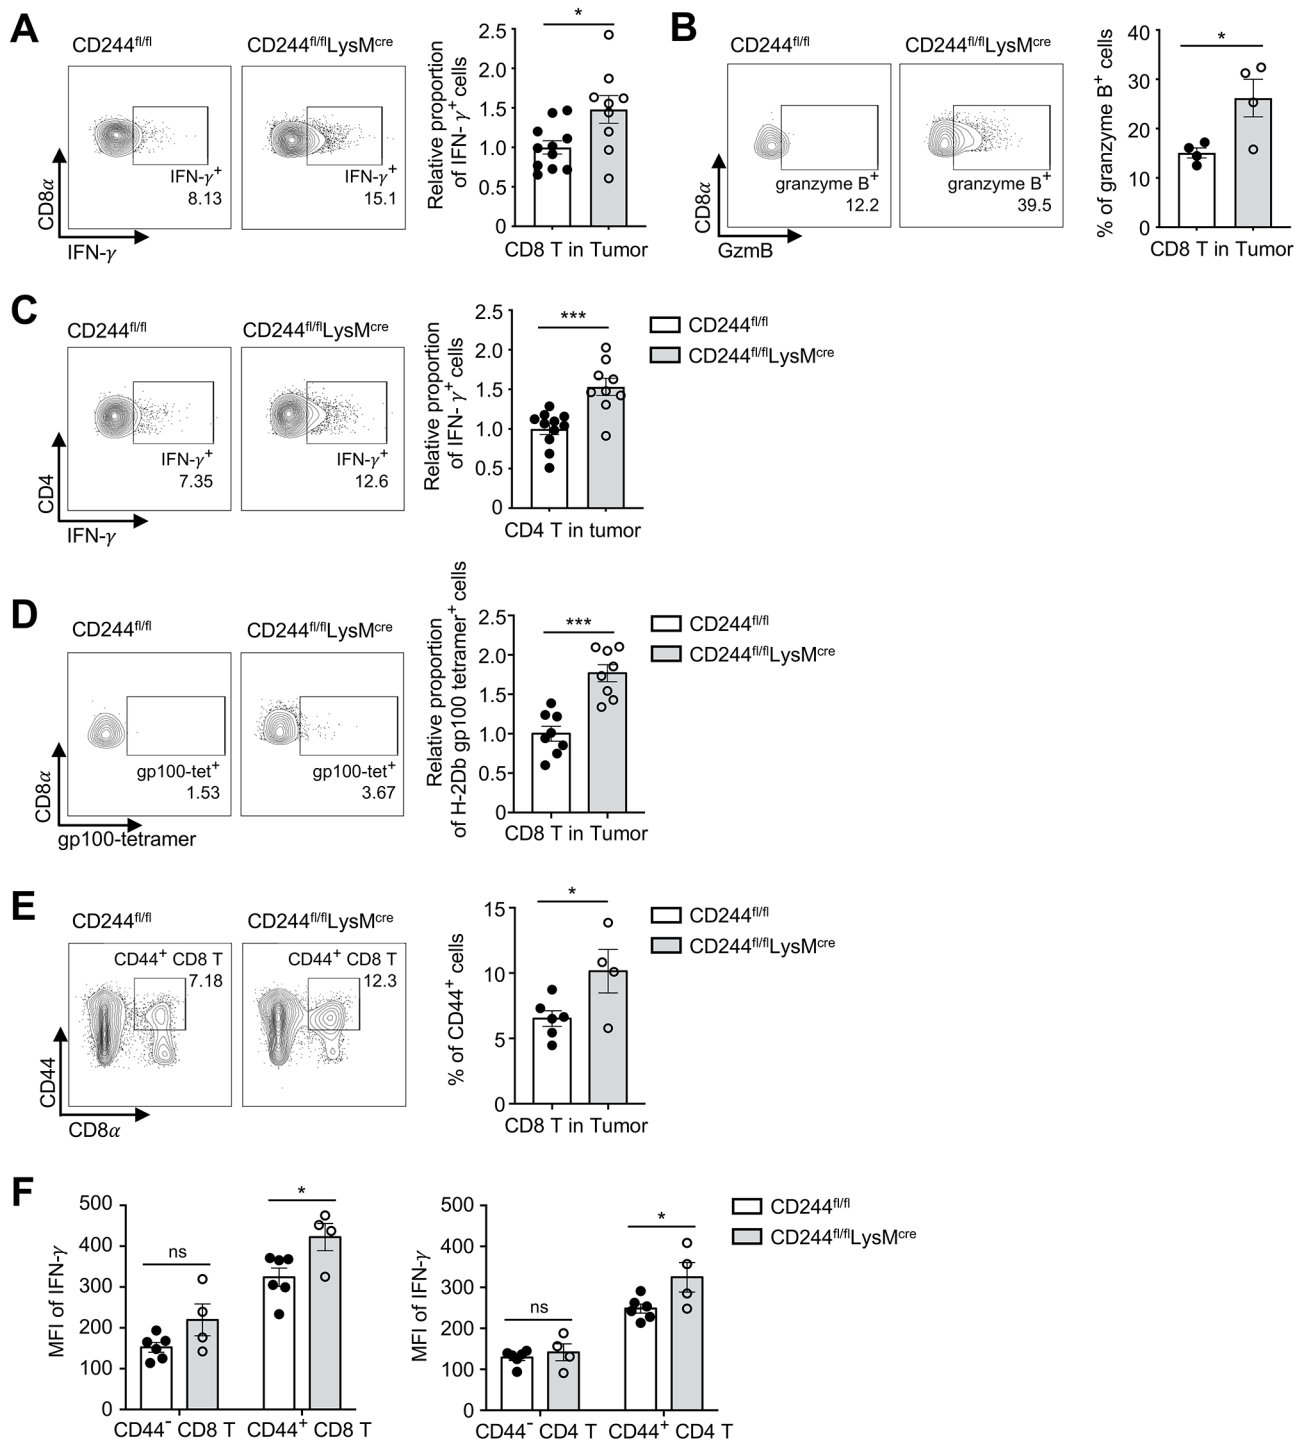 A
CD244fl/fl
CD244fl/flLysMcre
IFN-γ+
8.13
IFN-γ+
15.1
CD8α
IFN-γ
Relative proportion
of IFN-γ+ cells
2.5
2.0
1.5
1.0
0.5
0
*
CD8 T in Tumor
B
CD244fl/fl
CD244fl/flLysMcre
granzyme B+
12.2
granzyme B+
39.5
CD8α
GzmB
% of granzyme B+ cells
40
30
20
10
0
*
CD8 T in Tumor
C
CD244fl/fl
CD244fl/flLysMcre
IFN-γ+
7.35
IFN-γ+
12.6
CD4
IFN-γ
Relative proportion
of IFN-γ+ cells
2.5
2.0
1.5
1.0
0.5
0
***
CD4 T in tumor
CD244fl/fl
CD244fl/flLysMcre
D
CD244fl/fl
CD244fl/flLysMcre
gp100-tet+
1.53
gp100-tet+
3.67
CD8α
gp100-tetramer
Relative proportion
of H-2Db gp100 tetramer+ cells
2.5
2.0
1.5
1.0
0.5
0
***
CD8 T in Tumor
CD244fl/fl
CD244fl/flLysMcre
E
CD244fl/fl
CD244fl/flLysMcre
CD44+ CD8 T
7.18
CD44+ CD8 T
12.3
CD44
CD8α
% of CD44+ cells
15
10
5
0
*
CD8 T in Tumor
CD244fl/fl
CD244fl/flLysMcre
F
MFI of IFN-γ
500
400
300
200
100
0
ns
*
CD44- CD8 T
CD44+ CD8 T
MFI of IFN-γ
500
400
300
200
100
0
ns
*
CD44- CD4 T
CD44+ CD4 T
CD244fl/fl
CD244fl/flLysMcre